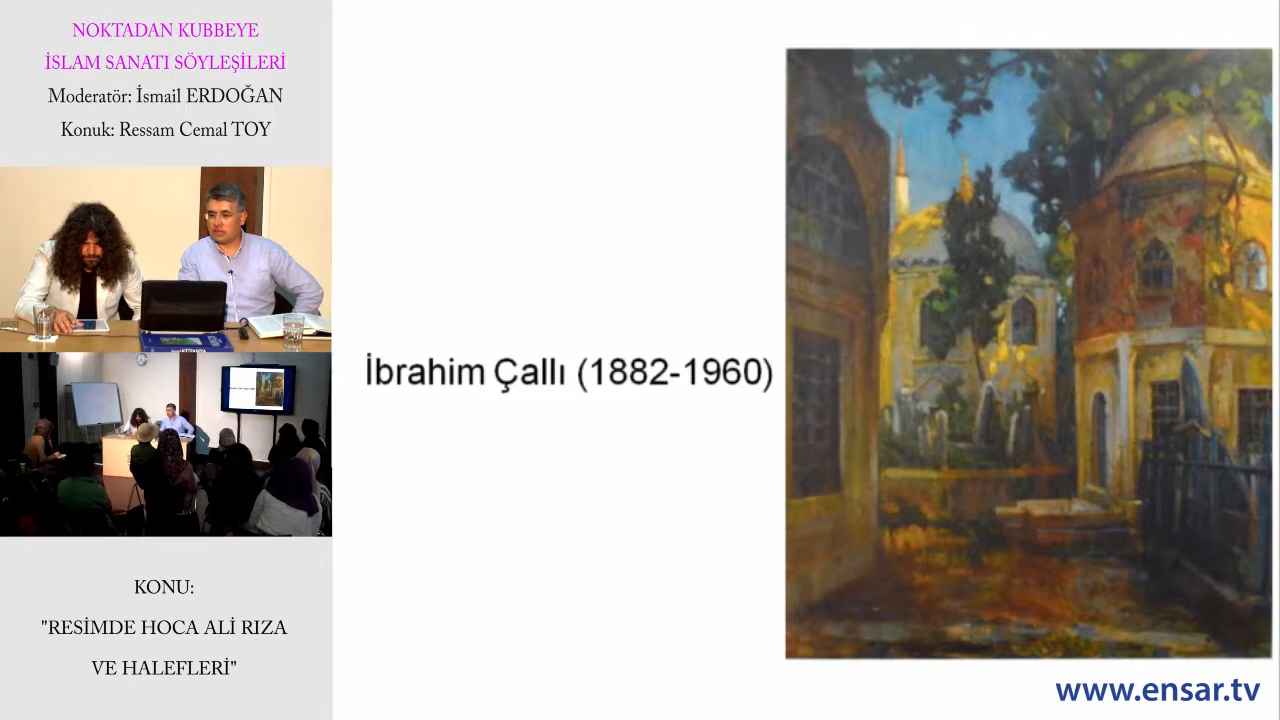 NOKTADAN KUBBEYE
İSLAM SANATI SÖYLEŞİLERİ
Moderatör: İsmail ERDOĞAN
Konuk: Ressam Cemal TOY
KONU:
"RESİMDE HOCA ALİ RIZA
VE HALEFLERİ"
İbrahim Çallı (1882-1960)
www.ensar.tv